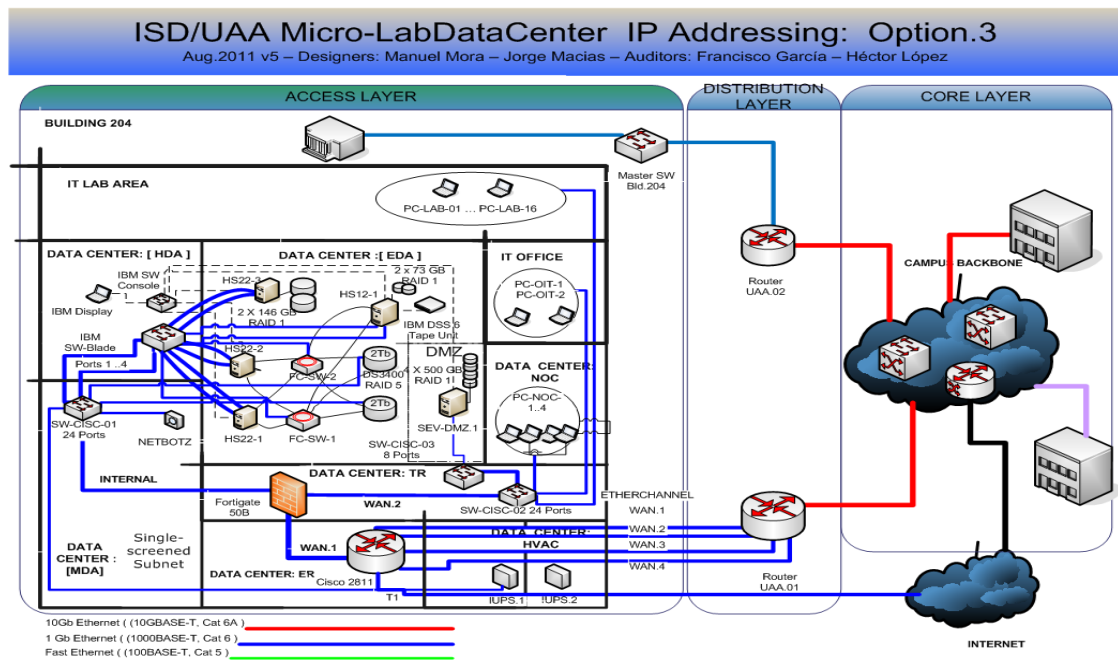 ISD/UAA Micro-LabDataCenter IP Addressing: Option.3
Aug.2011 v5 – Designers: Manuel Mora – Jorge Macias – Auditors: Francisco García – Héctor López
ACCESS LAYER
DISTRIBUTION
LAYER
CORE LAYER
BUILDING 204
Master SW
Bld.204
IT LAB AREA
PC-LAB-01 ... PC-LAB-16
DATA CENTER: [ HDA]
DATA CENTER :[ EDA]
IT OFFICE
IBM SW
Console
IBM Display
HS22-3
2 X 146 GB
RAID 1
2 x 73 GB
RAID 1
HS12-1
IBM DSS 6
Tape Unit
PC-OIT-1
PC-OIT-2
Router
UAA.02
CAMPUS BACKBONE
IBM
SW-Blade
Ports 1 ..4
HS22-2
FC-SW-2
2Tb
DS3400
RAID 5
2Tb
DMZ
4 X 500 GB
RAID 1
SEV-DMZ.1
DATA CENTER:
NOC
PC-NOC-
1..4
SW-CISC-01
24 Ports
NETBOTZ
HS22-1
FC-SW-1
SW-CISC-03
8 Ports
INTERNAL
DATA CENTER: TR
Fortigate
50B
WAN.2
SW-CISC-02 24 Ports
ETHERCHANNEL
WAN.1
WAN.2
WAN.3
WAN.4
DATA CENTER:
HVAC
WAN.1
DATA
CENTER :
[MDA]
Single-
screened
Subnet
DATA CENTER: ER
Cisco 2811
T1
!UPS.1
!UPS.2
Router
UAA.01
INTERNET
10Gb Ethernet ( (10GBASE-T, Cat 6A )
1 Gb Ethernet ( (1000BASE-T, Cat 6 )
Fast Ethernet ( (100BASE-T, Cat 5 )